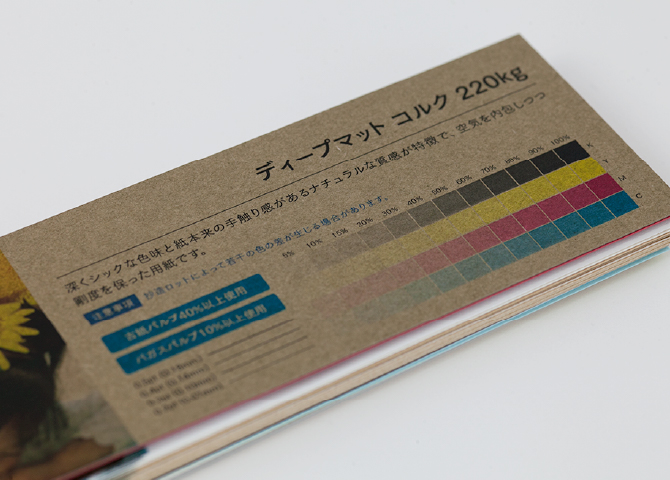 ディープマット コルク 220kg
深くシックな色味と紙本来の手触り感があるナチュラルな質感が特徴で、空気を内包しつつ
剛度を保った用紙です。
注意事項 抄造ロットによって若干の色の差が生じる場合があります。
古紙パルプ40%以上使用
バガスパルプ10%以上使用
5% 10% 15% 20% 30% 40% 50% 60% 70% 80% 90% 100%
K
Y
M
C